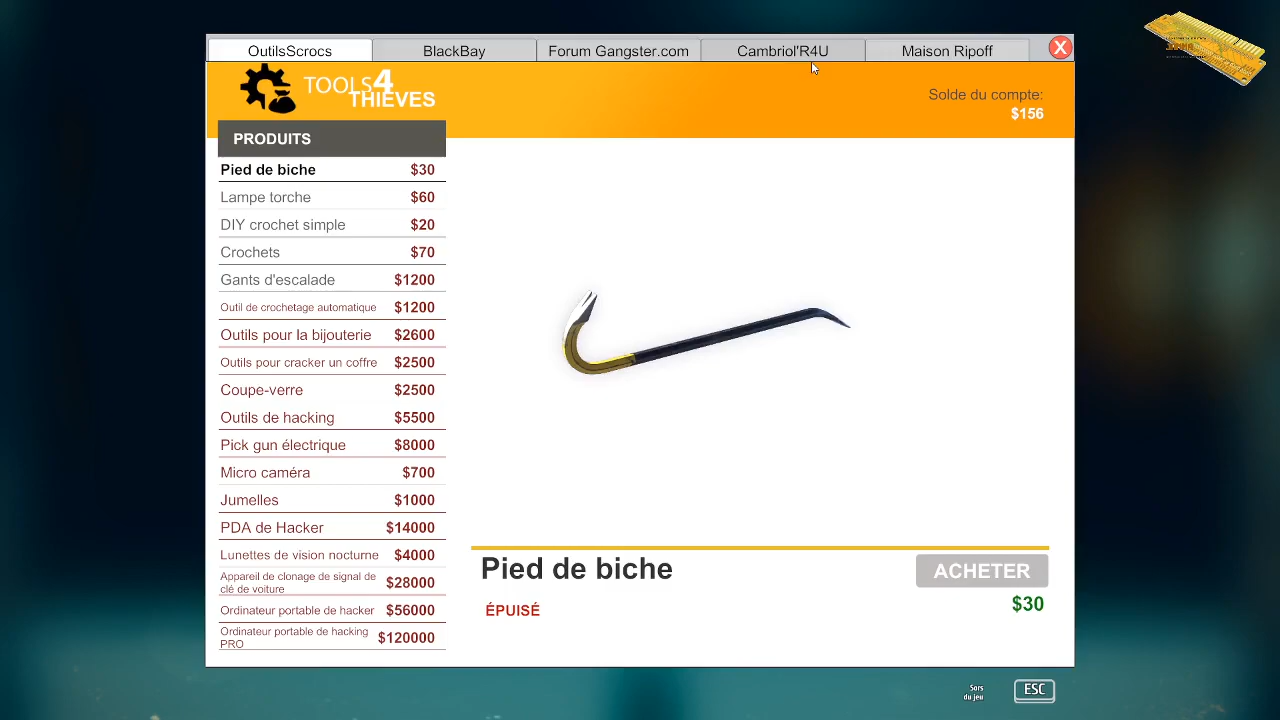 OutilsScrocs
BlackBay
Forum Gangster.com
Cambriol'R4U
Maison Ripoff
X
TOOLS4
THIEVES
Solde du compte:
$156
PRODUITS
Pied de biche $30
Lampe torche $60
DIY crochet simple $20
Crochets $70
Gants d'escalade $1200
Outil de crochetage automatique $1200
Outils pour la bijouterie $2600
Outils pour cracker un coffre $2500
Coupe-verre $2500
Outils de hacking $5500
Pick gun électrique $8000
Micro caméra $700
Jumelles $1000
PDA de Hacker $14000
Lunettes de vision nocturne $4000
Appareil de clonage de signal de
clé de voiture $28000
Ordinateur portable de hacker $56000
Ordinateur portable de hacking
PRO $120000
Pied de biche
ACHETER
ÉPUISÉ
$30
Sors
du jeu
ESC